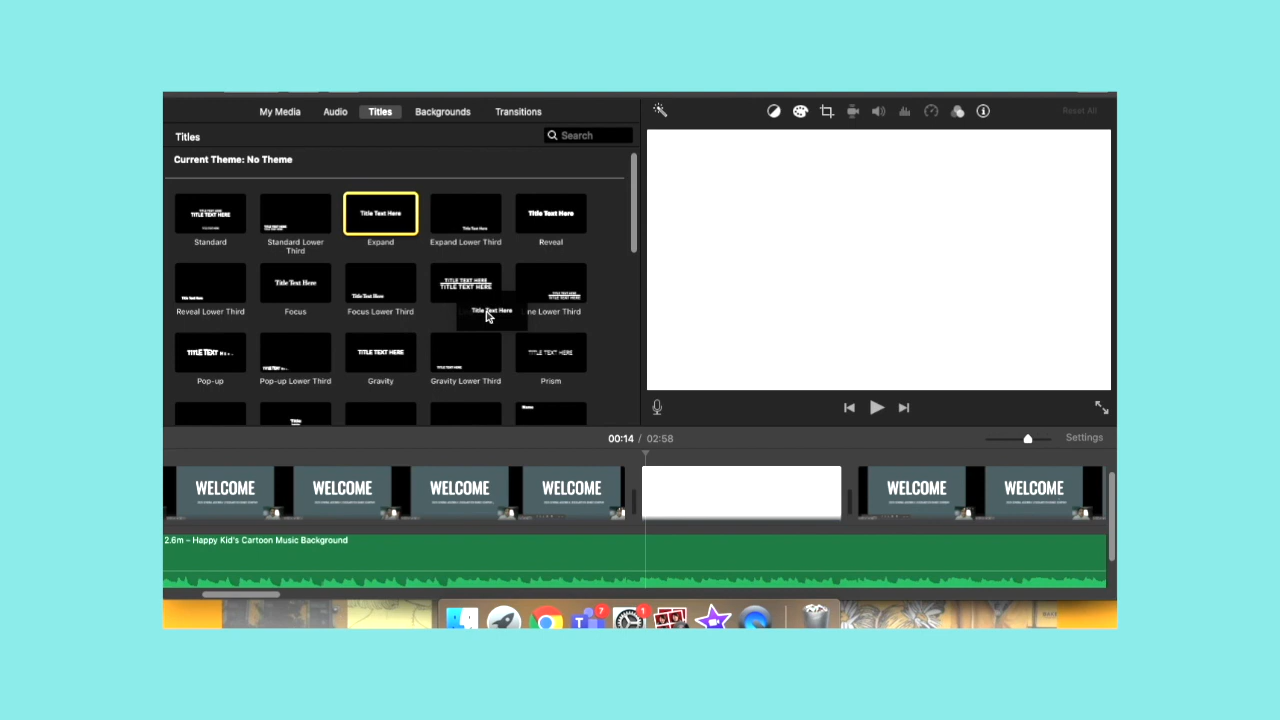 My Media Audio Titles Backgrounds Transitions
Reset All
Titles
Search
Current Theme: No Theme
TITLE TEXT HERE
Title Text Here
Title Text Here
Standard
Standard Lower Third
Expand
Expand Lower Third
Reveal
Title Text Here
Title Text Here
TITLE TEXT HERE
TITLE TEXT HERE
Title Text Here
Reveal Lower Third
Focus
Focus Lower Third
ne Lower Third
TITLE TEXT
TITLE TEXT HERE
TITLE TEXT HERE
Pop-up
Pop-up Lower Third
Gravity
Gravity Lower Third
Prism
Name
00:14 / 02:58
Settings
WELCOME
WELCOME
WELCOME
WELCOME
WELCOME
WELCOME
2.6m – Happy Kid's Cartoon Music Background
7
1